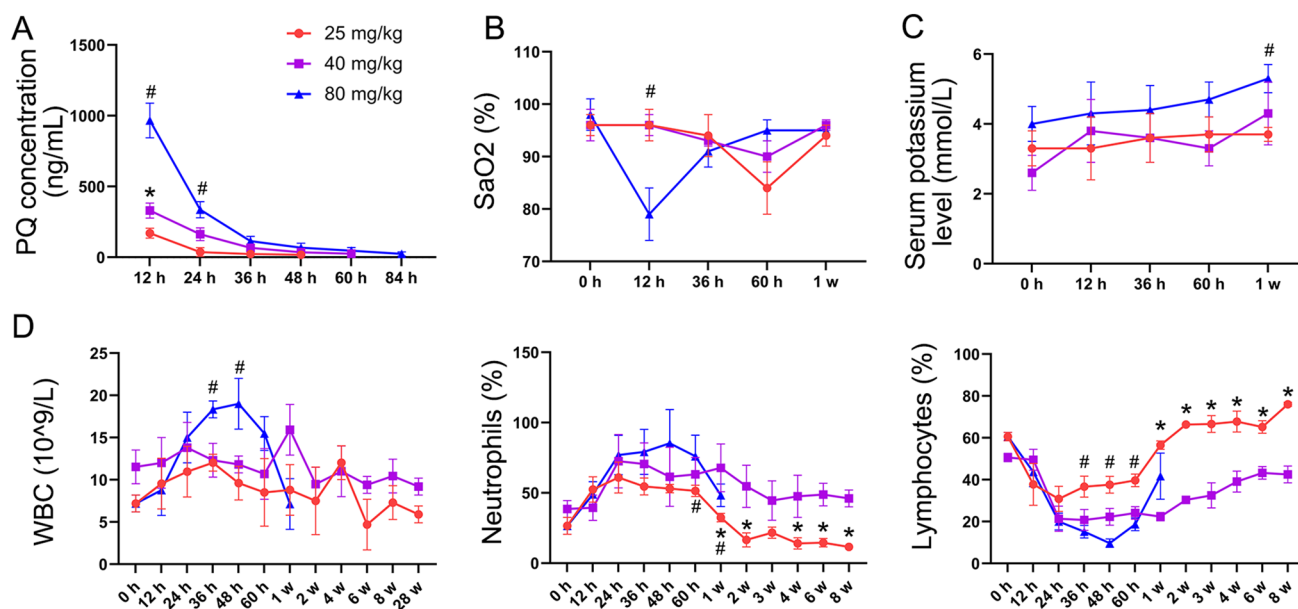 A
PQ concentration
(ng/mL)
1500
1000
500
0
#
*
#
12 h 24 h 36 h 48 h 60 h 84 h
25 mg/kg
40 mg/kg
80 mg/kg
B
SaO2 (%)
110
100
90
80
70
#
0 h 12 h 36 h 60 h 1 w
C
Serum potassium
level (mmol/L)
6
4
2
0
#
0 h 12 h 36 h 60 h 1 w
D
WBC (10^9/L)
25
20
15
10
5
0
# #
0 h 12 h 24 h 36 h 48 h 60 h 1 w 2 w 4 w 6 w 8 w 28 w
Neutrophils (%)
150
100
50
0
# * # * * * *
0 h 12 h 24 h 36 h 48 h 60 h 1 w 2 w 3 w 4 w 6 w 8 w
Lymphocytes (%)
100
80
60
40
20
0
# # # * * * * * *
0 h 12 h 24 h 36 h 48 h 60 h 1 w 2 w 3 w 4 w 6 w 8 w